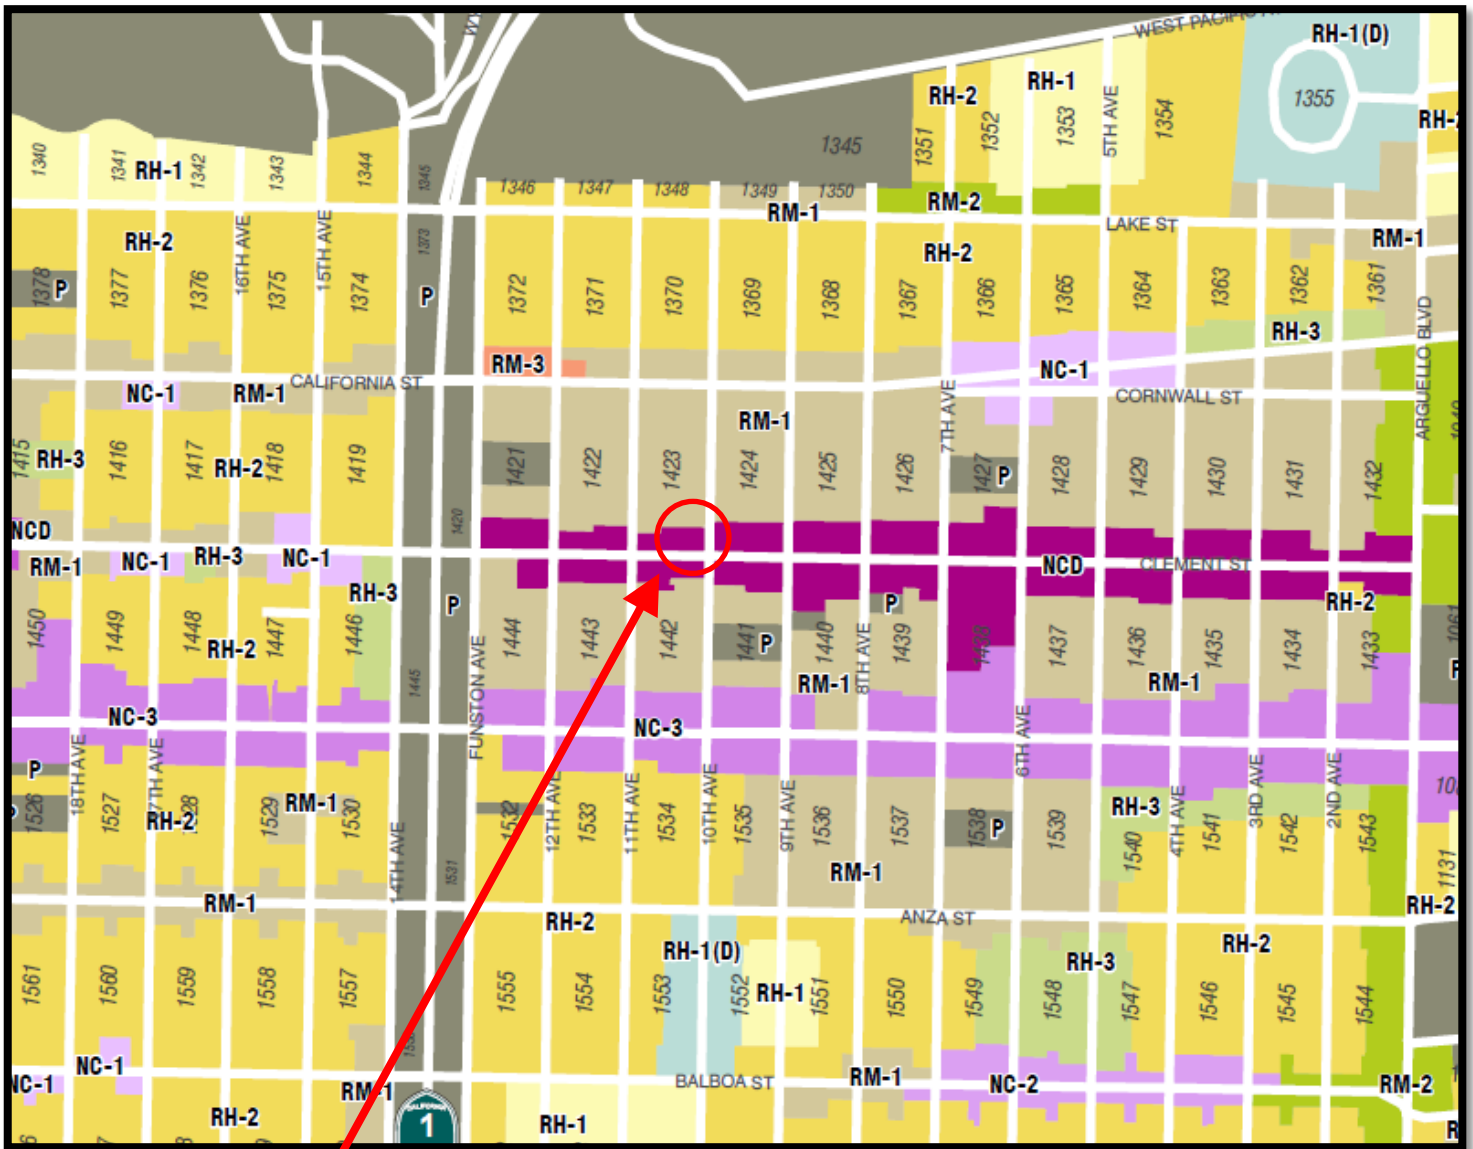 WEST PACIFIC
RH-1(D)
RH-1
RH-2
1355
1351
1352
1353
5TH AVE
1354
RH-2
1345
1340
1341
RH-1
1342
1343
1344
1345
1346
1347
1348
1349
1350
RM-1
RM-2
LAKE ST
RM-1
RH-2
16TH AVE
15TH AVE
1373
RH-2
1378
P
1377
1376
1375
1374
P
1372
1371
1370
1369
1368
1367
1366
1365
1364
1363
1362
1361
RH-3
ARGUELLO BLVD
RM-3
NC-1
CALIFORNIA ST
NC-1
RM-1
CORNWALL ST
7TH AVE
RM-1
1415
RH-3
1416
1417
RH-2
1418
1419
1421
1422
1423
1424
1425
1426
1427
P
1428
1429
1430
1431
1432
NCD
1420
RM-1
NC-1
RH-3
NC-1
NCD
CLEMENT ST
RH-3
P
P
RH-2
1450
1449
1448
RH-2
1447
1446
1445
FUNSTON AVE
1444
1443
1442
1441
P
1440
8TH AVE
1439
1438
1437
1436
1435
1434
1433
1061
RM-1
RM-1
NC-3
NC-3
P
18TH AVE
17TH AVE
12TH AVE
11TH AVE
10TH AVE
9TH AVE
6TH AVE
4TH AVE
3RD AVE
2ND AVE
1526
1527
1528
RH-2
1529
RM-1
1530
14TH AVE
1531
1532
1533
1534
1535
1536
1537
1538
P
1539
RH-3
1540
1541
1542
1543
1131
RM-1
RM-1
ANZA ST
RH-2
RH-2
RH-1(D)
RH-2
RH-3
1561
1560
1559
1558
1557
1555
1554
1553
1552
RH-1
1551
1550
1549
1548
1547
1546
1545
1544
NC-1
NC-1
RM-1
BALBOA ST
RM-1
NC-2
RM-2
RH-2
CALIFORNIA
1
RH-1